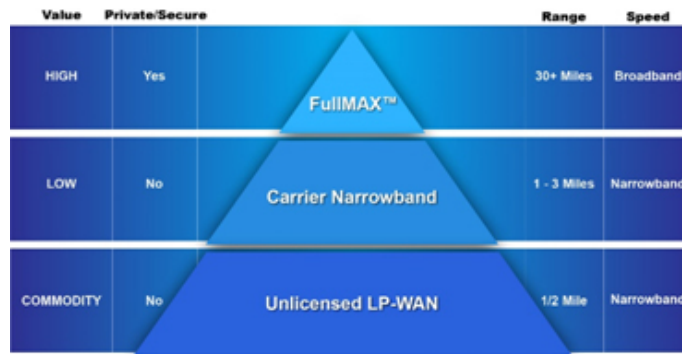 Value Private/Secure Range Speed
HIGH Yes FullMAX™ 30+ Miles Broadband
LOW No Carrier Narrowband 1 - 3 Miles Narrowband
COMMODITY No Unlicensed LP-WAN 1/2 Mile Narrowband